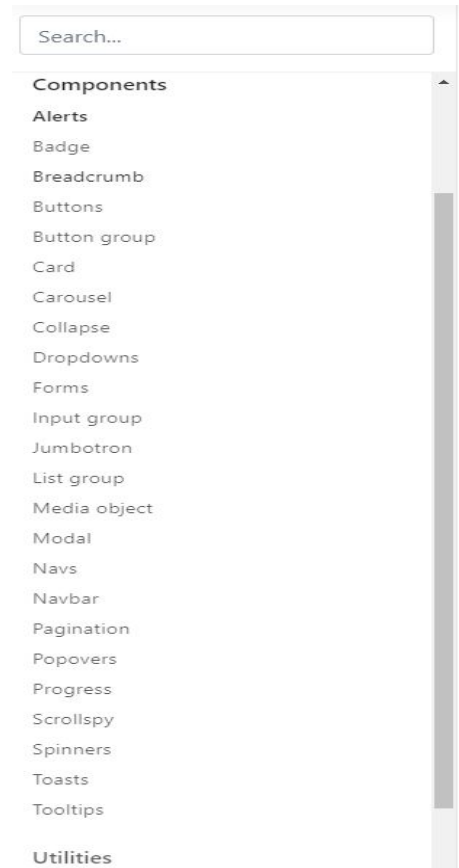 Search...
Components
Alerts
Badge
Breadcrumb
Buttons
Button group
Card
Carousel
Collapse
Dropdowns
Forms
Input group
Jumbotron
List group
Media object
Modal
Navs
Navbar
Pagination
Popovers
Progress
Scrollspy
Spinners
Toasts
Tooltips
Utilities